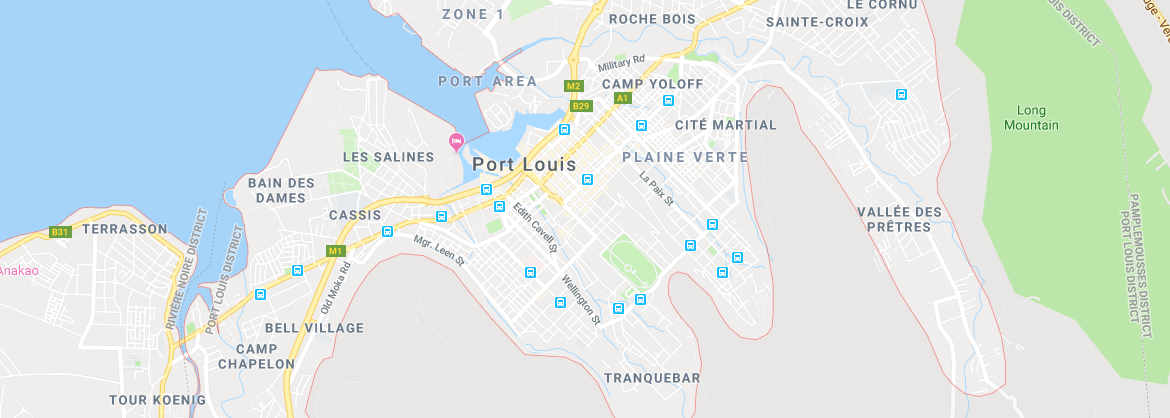 ZONE 1
ROCHE BOIS
LE CORNU
SAINTE-CROIX
PORT LOUIS DISTRICT
Military Rd
PORT AREA
M2
CAMP YOLOFF
A1
B29
Long
Mountain
CITÉ MARTIAL
LES SALINES
Port Louis
PLAINE VERTE
BAIN DES
DAMES
La Paix St
CASSIS
Edith Cavell St
VALLÉE DES
PRÊTRES
B31
TERRASSON
M1
Mgr. Leen St
Anakao
RIVIÈRE NOIRE DISTRICT
PORT LOUIS DISTRICT
Old Moka Rd
Wellington St
PAMPLEMOUSSES DISTRICT
PORT LOUIS DISTRICT
BELL VILLAGE
CAMP
CHAPELON
TRANQUEBAR
TOUR KOENIG